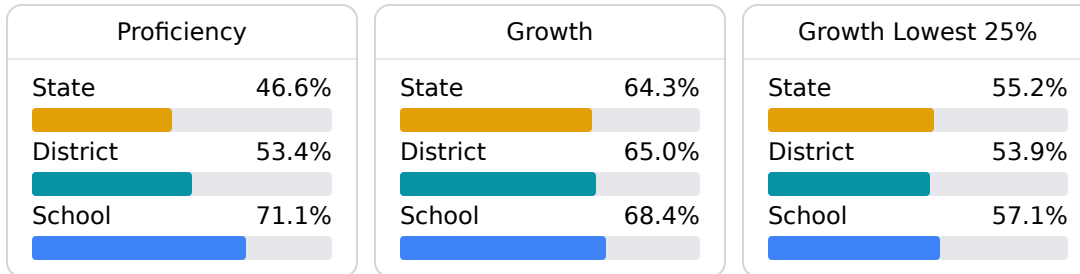 Proficiency
State 46.6%
District 53.4%
School 71.1%
Growth
State 64.3%
District 65.0%
School 68.4%
Growth Lowest 25%
State 55.2%
District 53.9%
School 57.1%